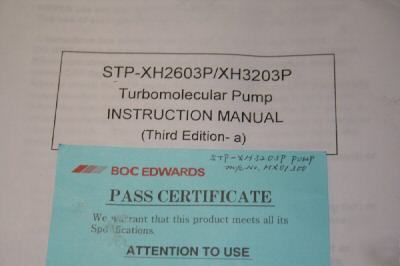 STP-XH2603P/XH3203P
Turbomolecular Pump
INSTRUCTION MANUAL
(Third Edition- a)
BOC EDWARDS
STP-XH3203P PUMP
PASS CERTIFICATE
We warrant that this product meets all its
Specifications.
ATTENTION TO USE